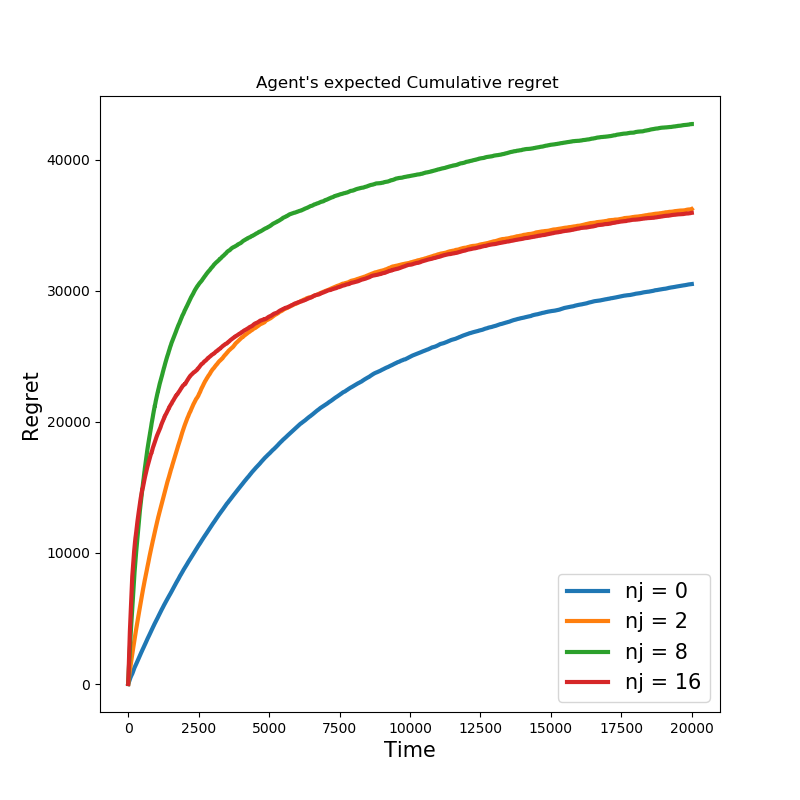 Agent's expected Cumulative regret
40000
30000
20000
10000
0
Regret
0 2500 5000 7500 10000 12500 15000 17500 20000
Time
nj = 0
nj = 2
nj = 8
nj = 16